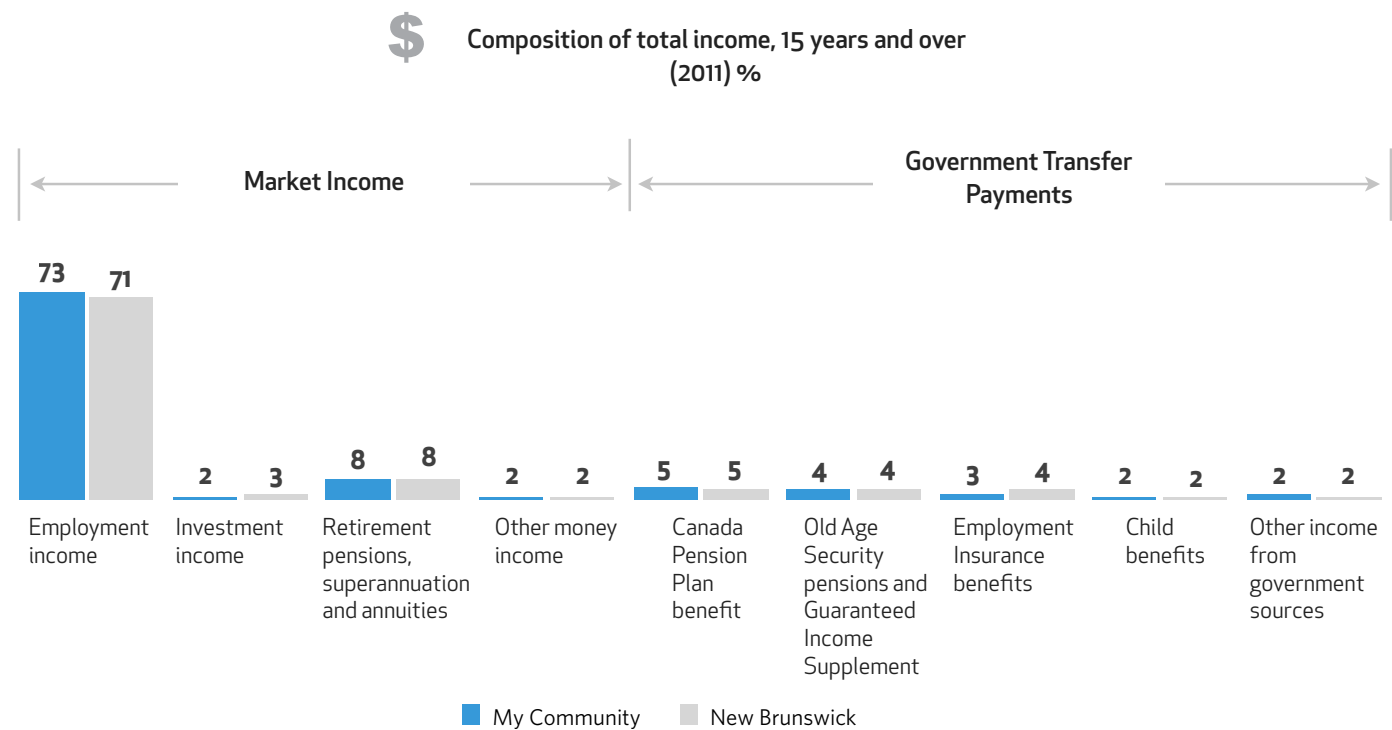 $
Composition of total income, 15 years and over
(2011) %
Market Income
Government Transfer
Payments
73
71
2
3
8
8
2
2
5
5
4
4
3
4
2
2
2
2
Employment
income
Investment
income
Retirement
pensions,
superannuation
and annuities
Other money
income
Canada
Pension
Plan
benefit
Old Age
Security
pensions and
Guaranteed
Income
Supplement
Employment
Insurance
benefits
Child
benefits
Other income
from
government
sources
My Community
New Brunswick